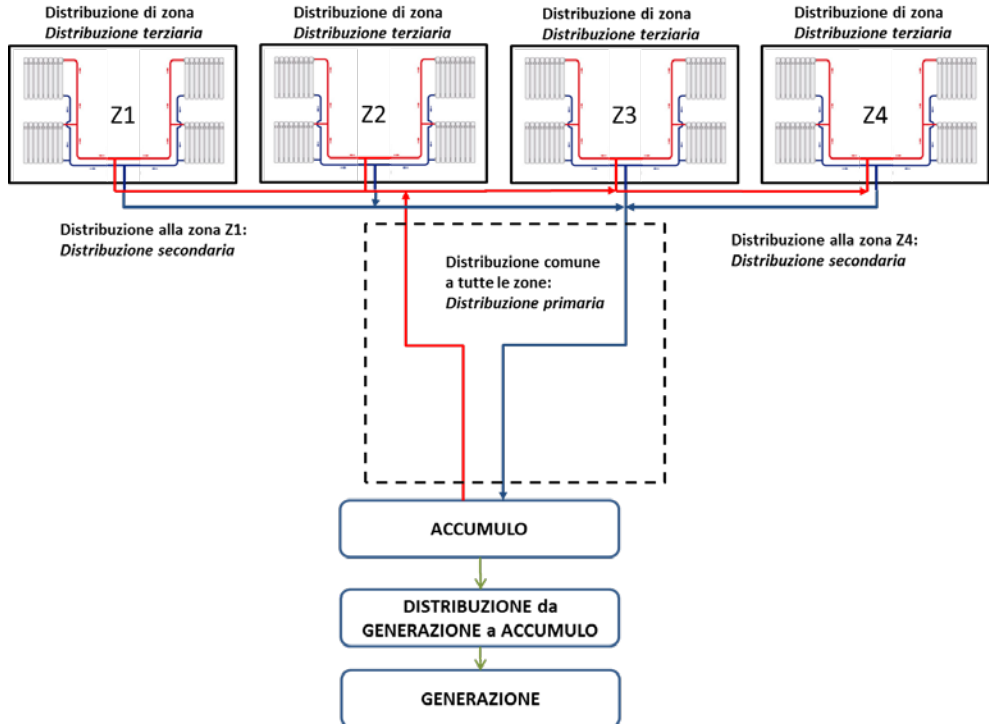 Distribuzione di zona
Distribuzione terziaria
Distribuzione di zona
Distribuzione terziaria
Distribuzione di zona
Distribuzione terziaria
Distribuzione di zona
Distribuzione terziaria
Z1
Z2
Z3
Z4
Distribuzione alla zona Z1:
Distribuzione secondaria
Distribuzione comune
a tutte le zone:
Distribuzione primaria
Distribuzione alla zona Z4:
Distribuzione secondaria
ACCUMULO
DISTRIBUZIONE da
GENERAZIONE a ACCUMULO
GENERAZIONE